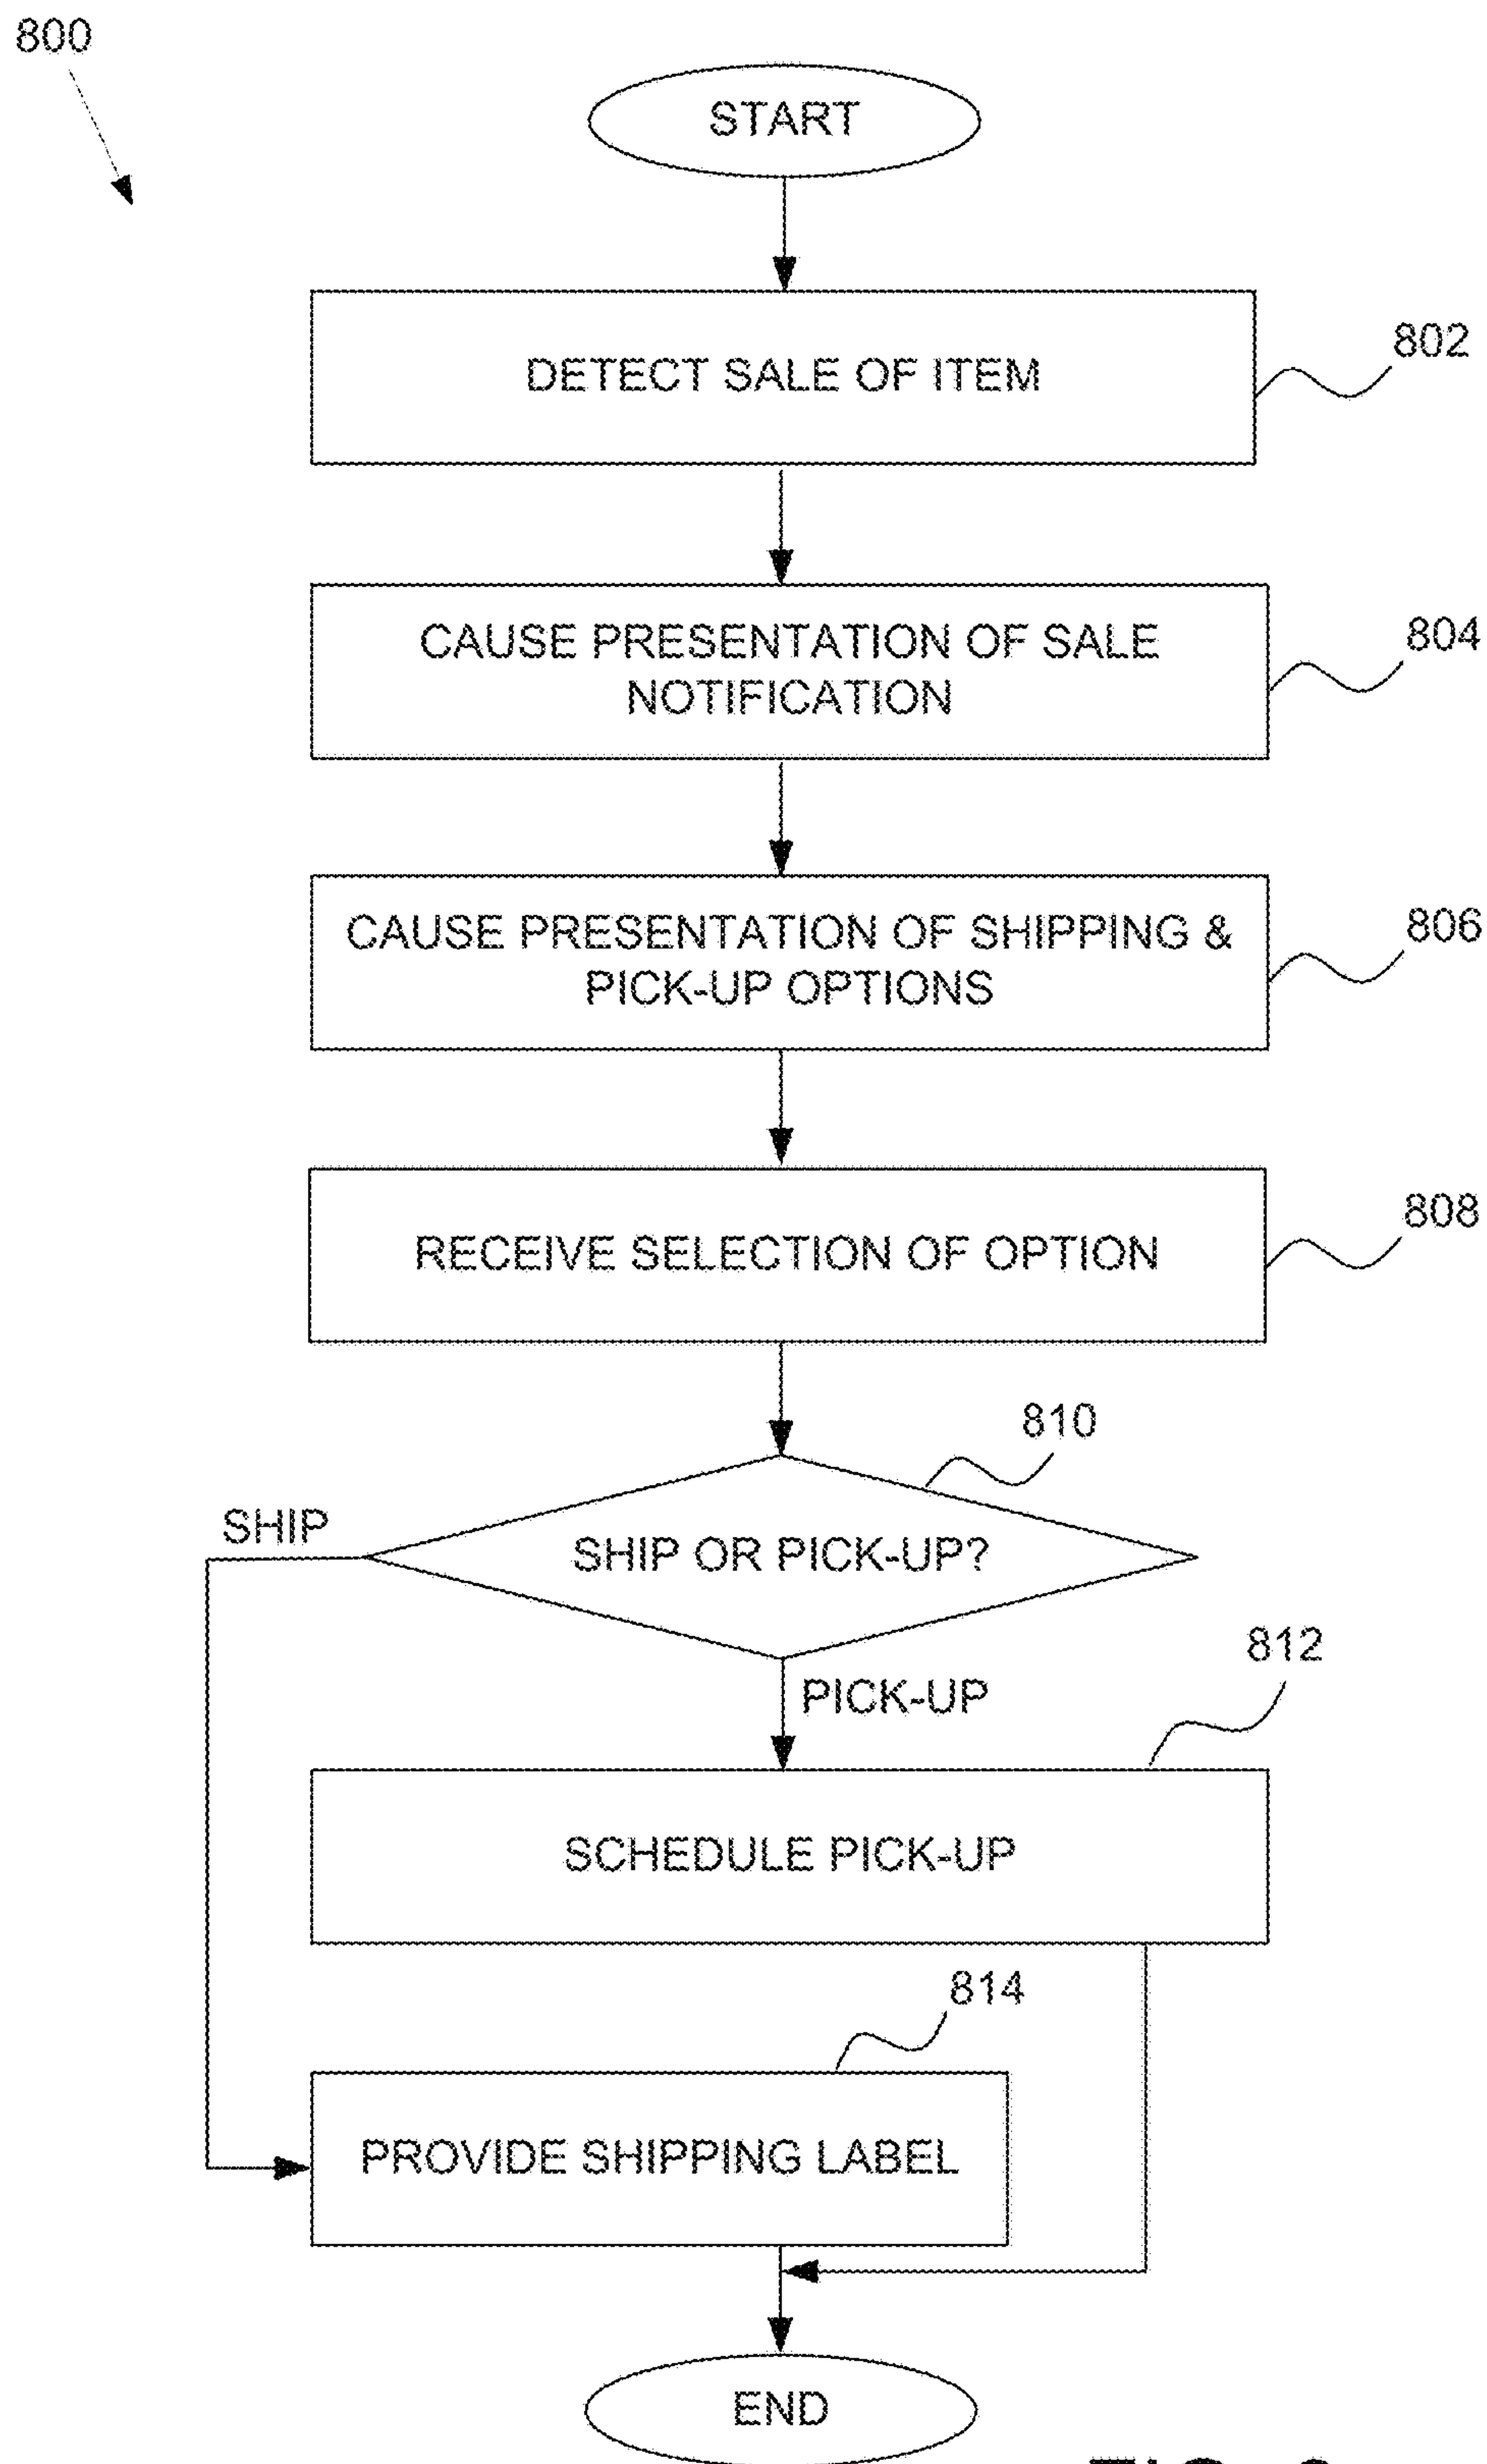 800
START
DETECT SALE OF ITEM
802
CAUSE PRESENTATION OF SALE
NOTIFICATION
804
CAUSE PRESENTATION OF SHIPPING &
PICK-UP OPTIONS
806
RECEIVE SELECTION OF OPTION
808
810
SHIP
SHIP OR PICK-UP?
812
PICK-UP
SCHEDULE PICK-UP
814
PROVIDE SHIPPING LABEL
END